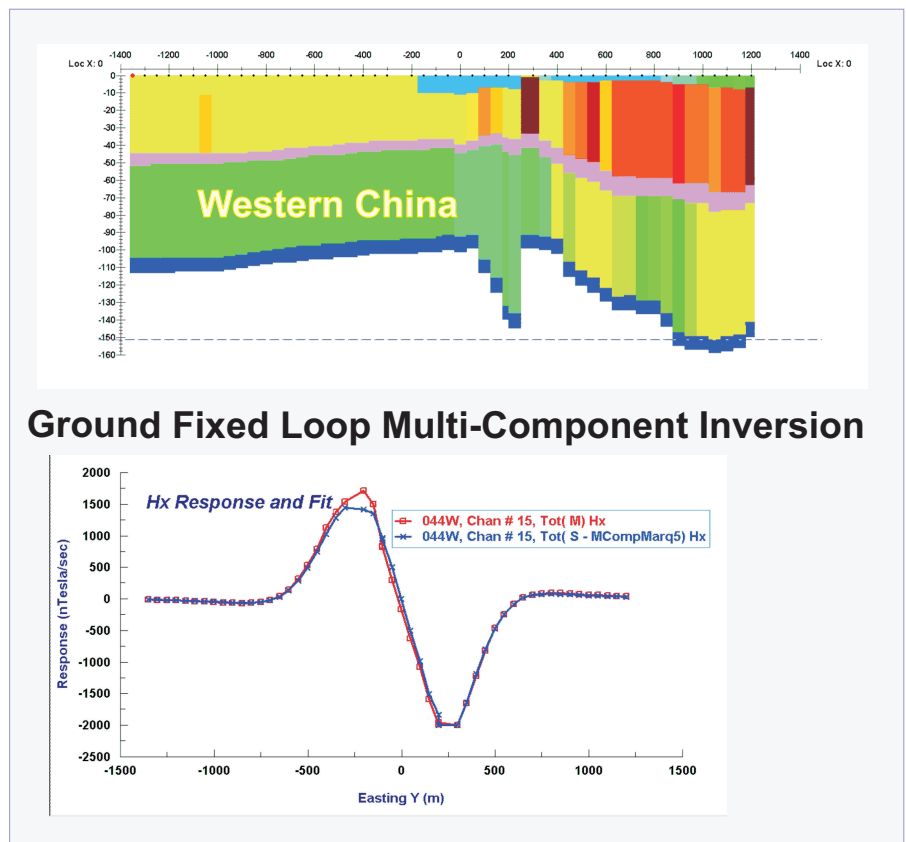 -1400 -1200 -1000 -800 -600 -400 -200 0 200 400 600 800 1000 1200 1400
Loc X: 0 Loc X: 0
0
-10
-20
-30
-40
-50
-60
-70
-80
-90
-100
-110
-120
-130
-140
-150
-160
Western China
Ground Fixed Loop Multi-Component Inversion
Hx Response and Fit
044W, Chan # 15, Tot( M) Hx
044W, Chan # 15, Tot( S - MCompMarq5) Hx
Response (nTesla/sec)
2000
1500
1000
500
0
-500
-1000
-1500
-2000
-2500
-1500 -1000 -500 0 500 1000 1500
Easting Y (m)